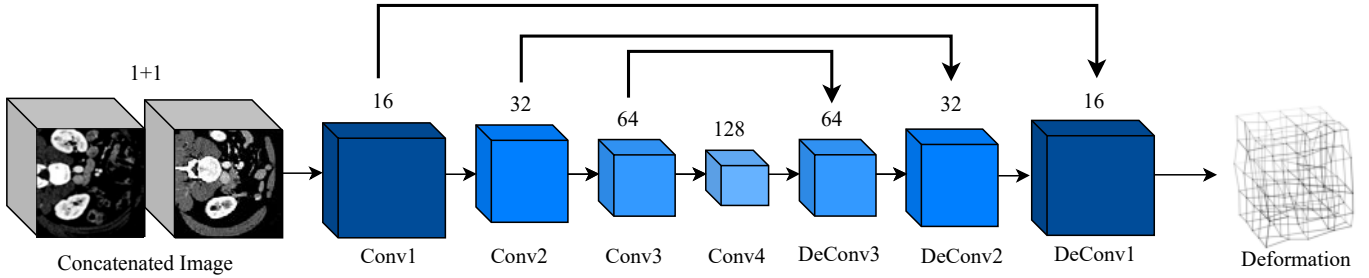 1+1
16
32
64
128
64
32
16
Concatenated Image
Conv1
Conv2
Conv3
Conv4
DeConv3
DeConv2
DeConv1
Deformation